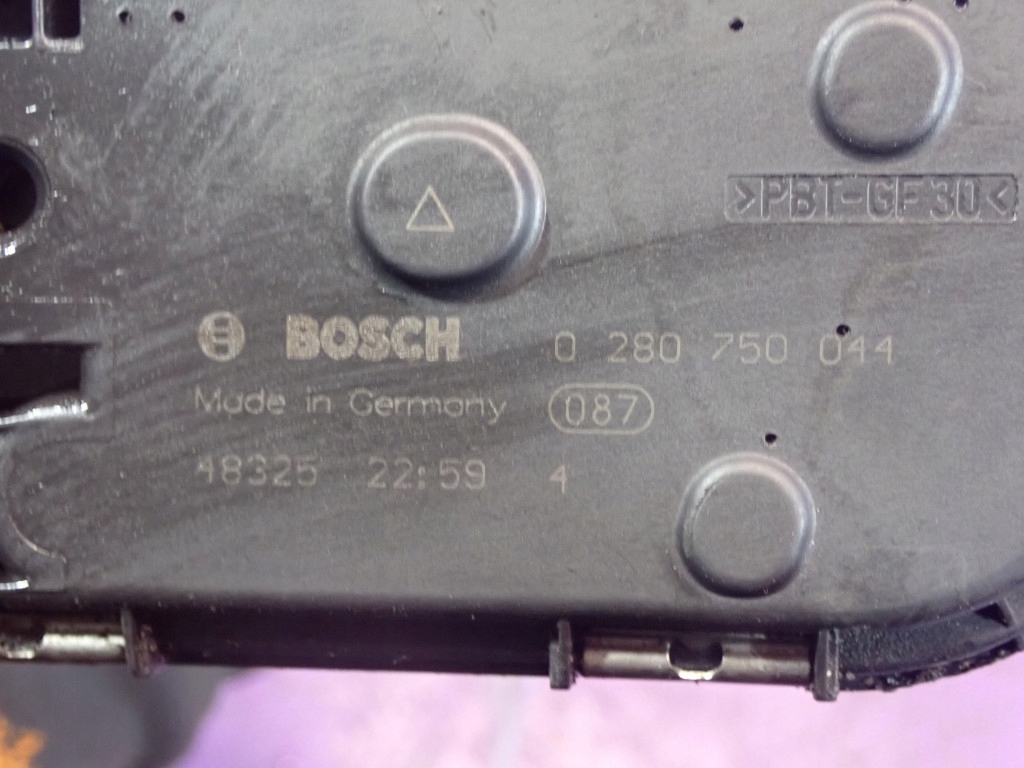 >PBT-GF30<
BOSCH 0 280 750 044
Made in Germany 087
48325 22:59 4